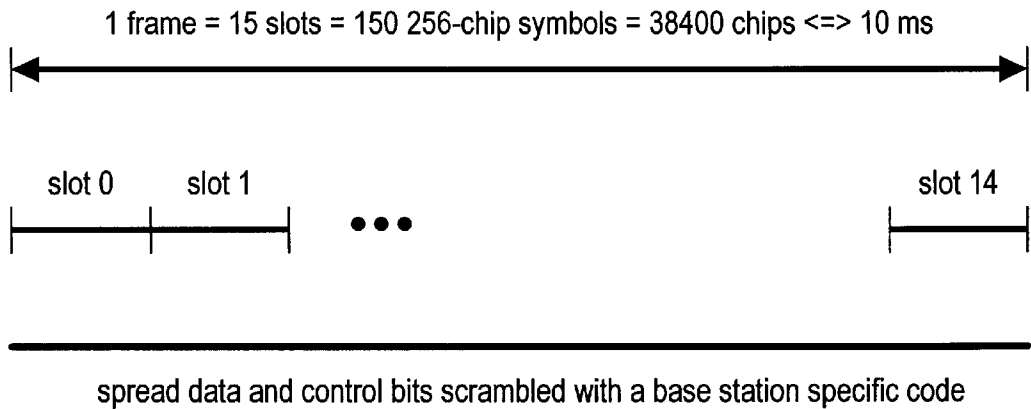 1 frame = 15 slots = 150 256-chip symbols = 38400 chips <=> 10 ms
slot 0
slot 1
slot 14
spread data and control bits scrambled with a base station specific code